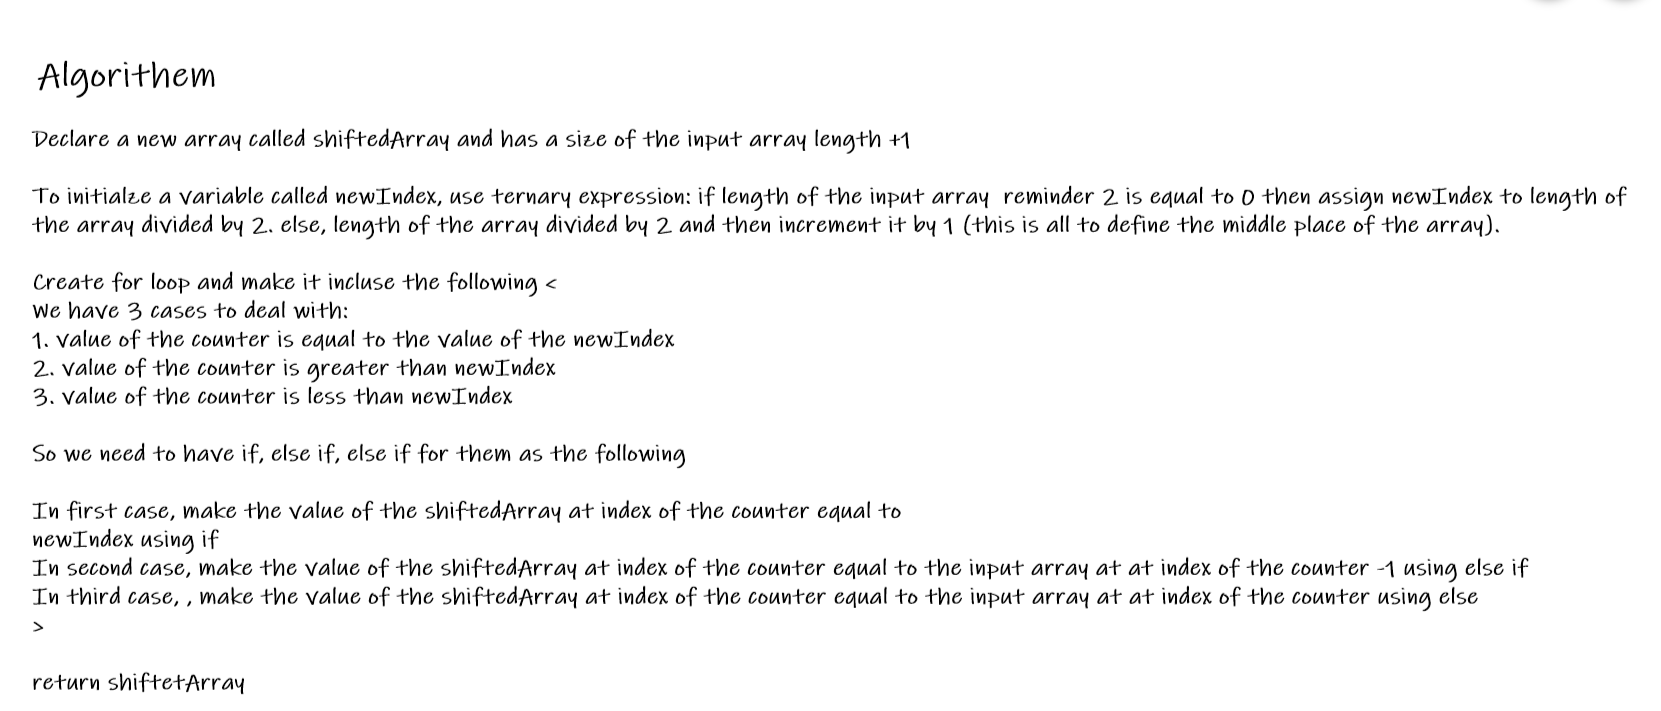 Algorithem
Declare a new array called shiftedArray and has a size of the input array length +1
To initialze a variable called newIndex, use ternary expression: if length of the input array reminder 2 is equal to 0 then assign newIndex to length of
the array divided by 2. else, length of the array divided by 2 and then increment it by 1 (this is all to define the middle place of the array).
Create for loop and make it incluse the following <
We have 3 cases to deal with:
1. value of the counter is equal to the value of the newIndex
2. value of the counter is greater than newIndex
3. value of the counter is less than newIndex
So we need to have if, else if, else if for them as the following
In first case, make the value of the shiftedArray at index of the counter equal to
newIndex using if
In second case, make the value of the shiftedArray at index of the counter equal to the input array at at index of the counter -1 using else if
In third case, , make the value of the shiftedArray at index of the counter equal to the input array at at index of the counter using else
>
return shiftetArray